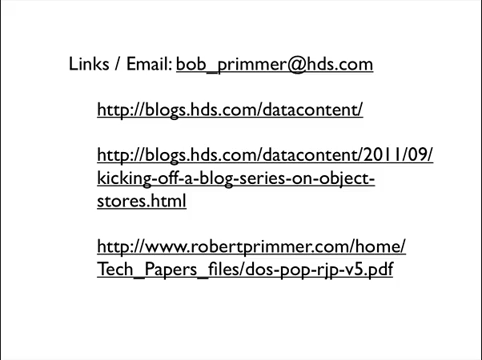 Links / Email: bob_primmer@hds.com
http://blogs.hds.com/datacontent/
http://blogs.hds.com/datacontent/2011/09/
kicking-off-a-blog-series-on-object-
stores.html
http://www.robertprimmer.com/home/
Tech_Papers_files/dos-pop-rjp-v5.pdf